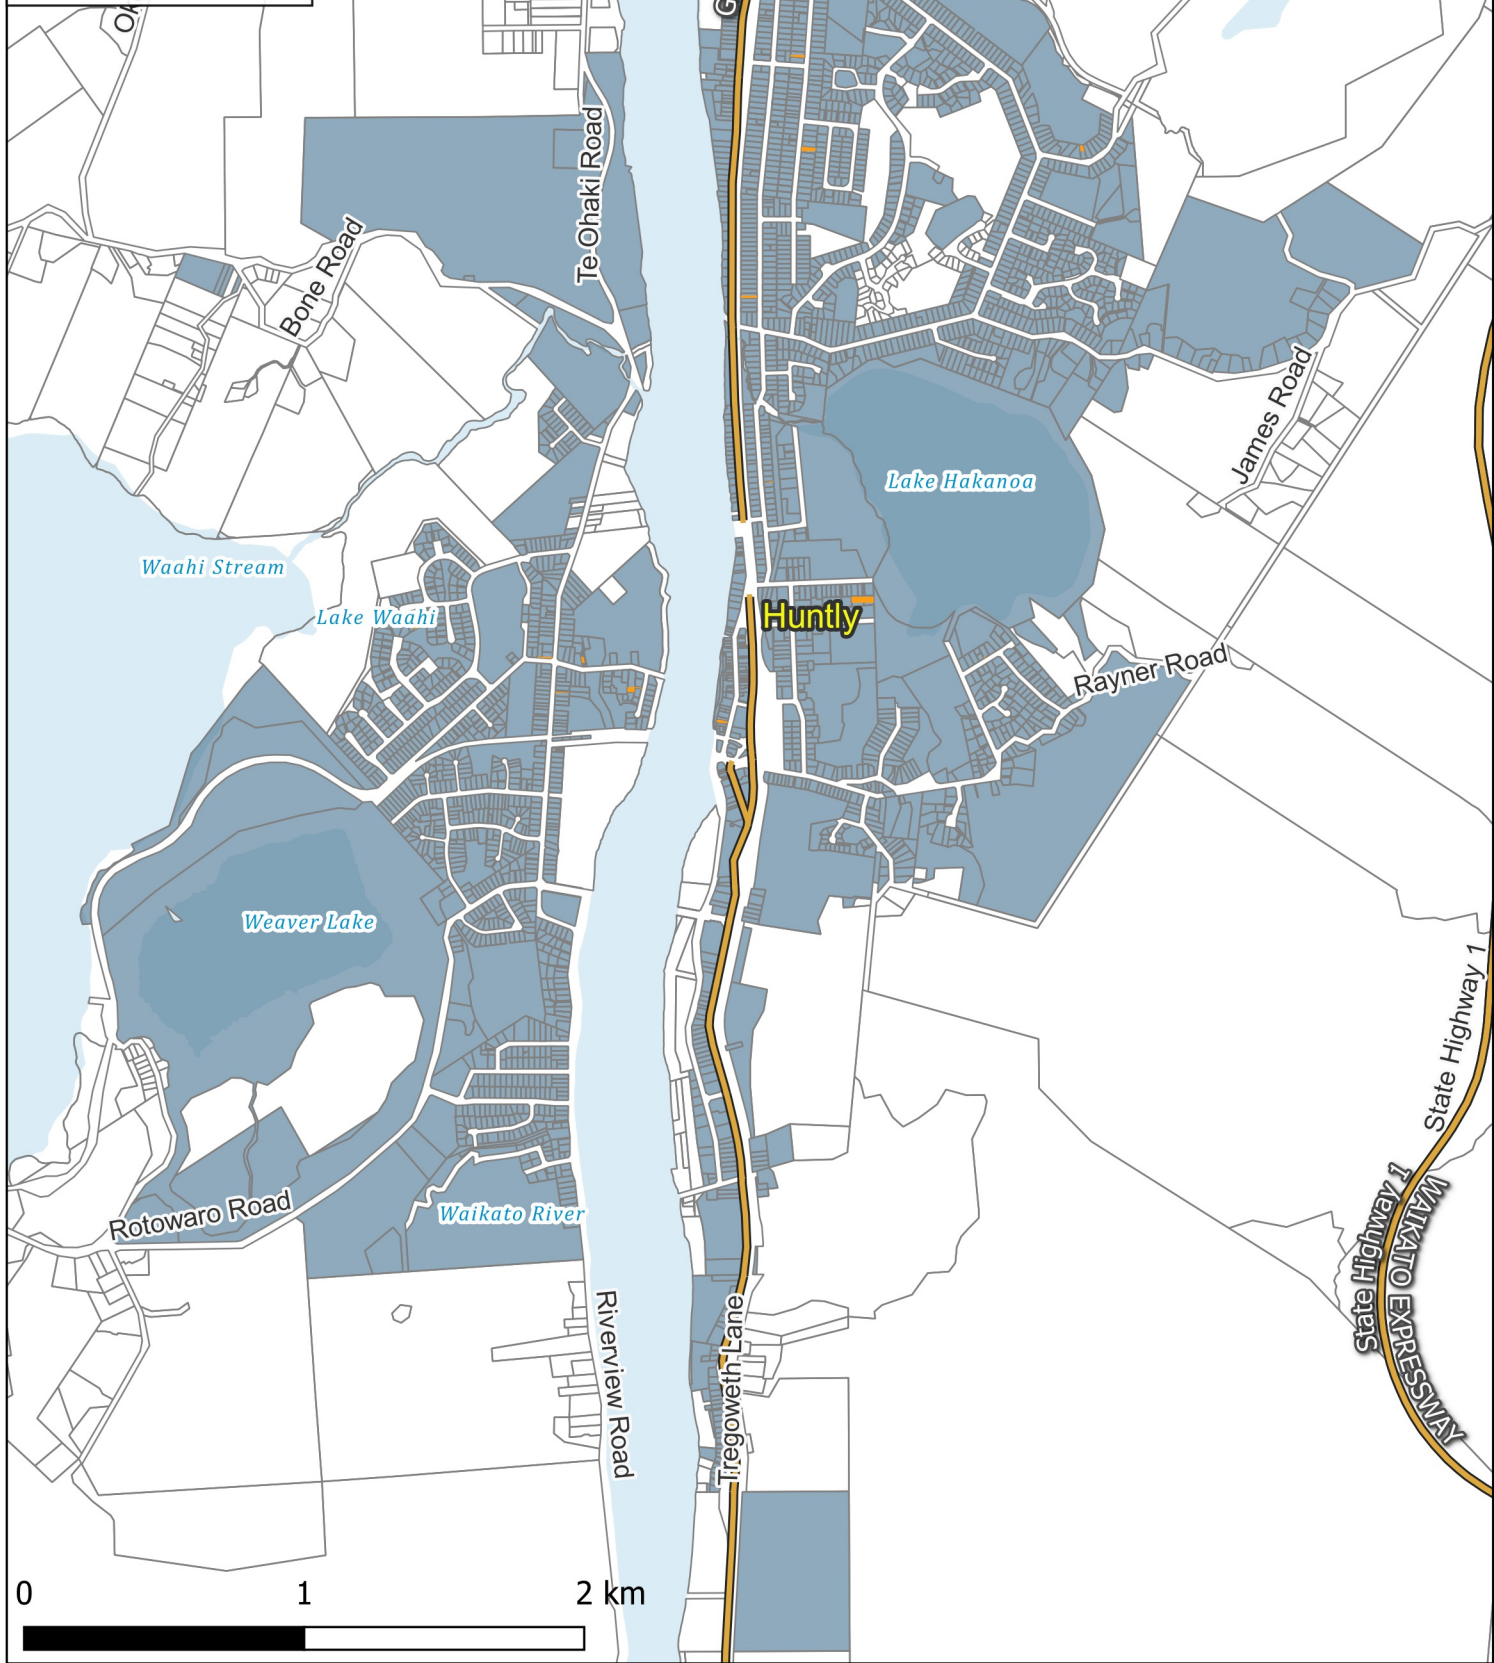 Te Ohaki Road
Bone Road
James Road
Lake Hakanoa
Waahi Stream
Lake Waahi
Huntly
Rayner Road
Weaver Lake
State Highway 1
State Highway 1
WAIKATO EXPRESSWAY
Rotowaro Road
Waikato River
Riverview Road
Tregoweth Lane
0 1 2 km